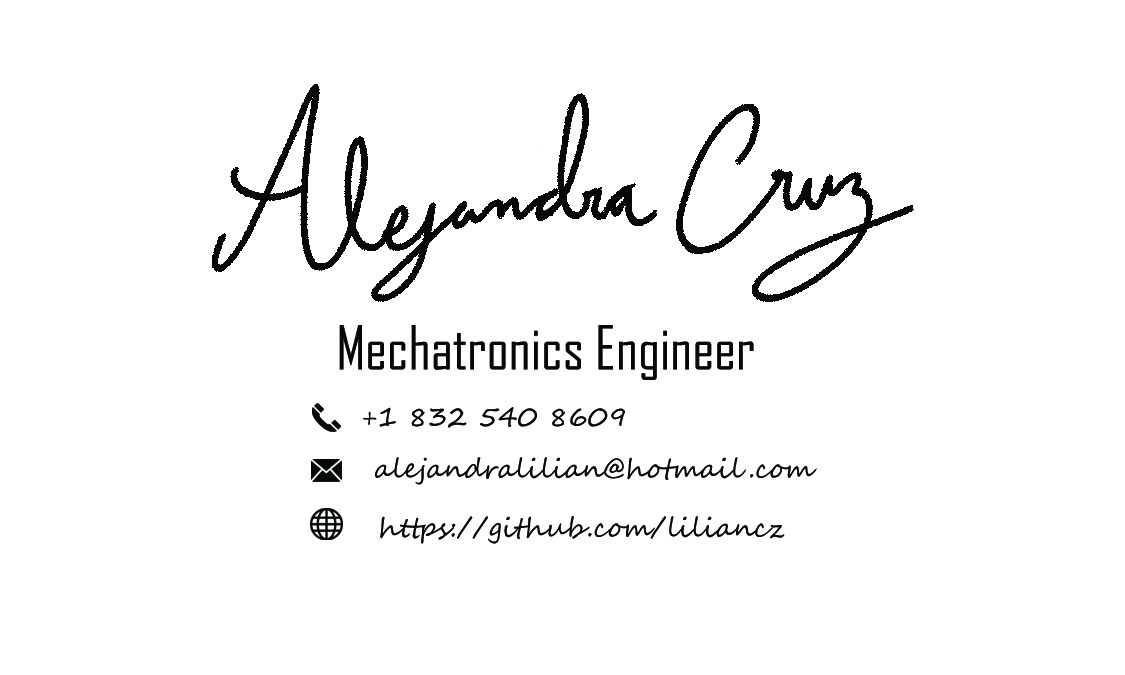 Alejandra Cruz
Mechatronics Engineer
+1 832 540 8609
alejandralilian@hotmail.com
https://github.com/liliancz